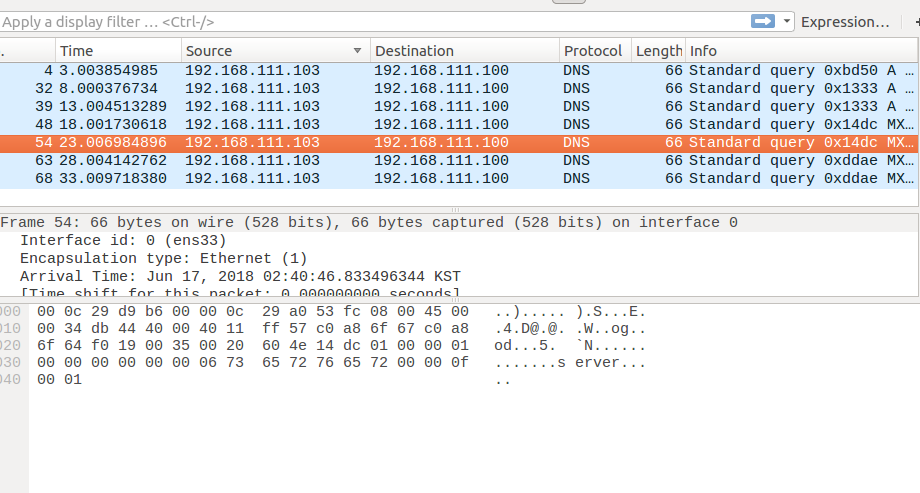 Apply a display filter … <Ctrl-/> Expression… +
. Time Source Destination Protocol Length Info
4 3.003854985 192.168.111.103 192.168.111.100 DNS 66 Standard query 0xbd50 A …
32 8.000376734 192.168.111.103 192.168.111.100 DNS 66 Standard query 0x1333 A …
39 13.004513289 192.168.111.103 192.168.111.100 DNS 66 Standard query 0x1333 A …
48 18.001730618 192.168.111.103 192.168.111.100 DNS 66 Standard query 0x14dc MX…
54 23.006984896 192.168.111.103 192.168.111.100 DNS 66 Standard query 0x14dc MX…
63 28.004142762 192.168.111.103 192.168.111.100 DNS 66 Standard query 0xddae MX…
68 33.009718380 192.168.111.103 192.168.111.100 DNS 66 Standard query 0xddae MX…
Frame 54: 66 bytes on wire (528 bits), 66 bytes captured (528 bits) on interface 0
Interface id: 0 (ens33)
Encapsulation type: Ethernet (1)
Arrival Time: Jun 17, 2018 02:40:46.833496344 KST
[Time shift for this packet: 0.000000000 seconds]
000 00 0c 29 d9 b6 00 00 0c 29 a0 53 fc 08 00 45 00 ..)..... ).S...E.
010 00 34 db 44 40 00 40 11 ff 57 c0 a8 6f 67 c0 a8 .4.D@.@. .W..og..
020 6f 64 f0 19 00 35 00 20 60 4e 14 dc 01 00 00 01 od...5.  `N......
030 00 00 00 00 00 00 06 73 65 72 76 65 72 00 00 0f .......s erver...
040 00 01 ..